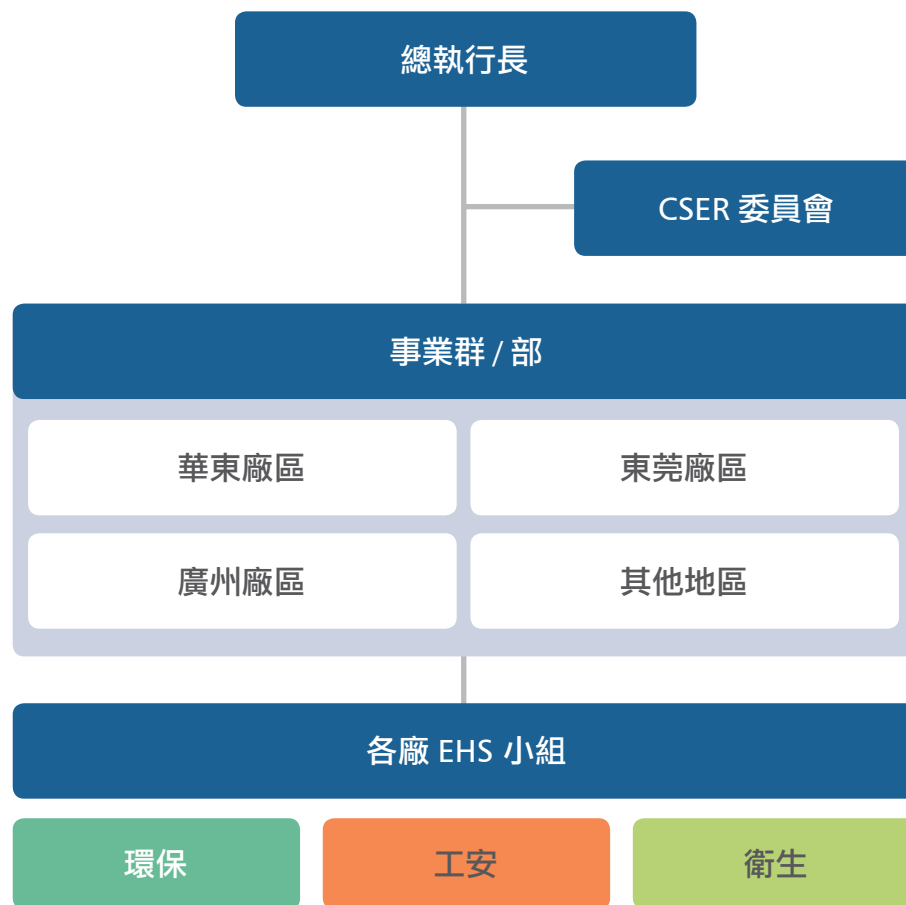 總執行長
CSER 委員會
事業群 / 部
華東廠區
東莞廠區
廣州廠區
其他地區
各廠 EHS 小組
環保
工安
衛生